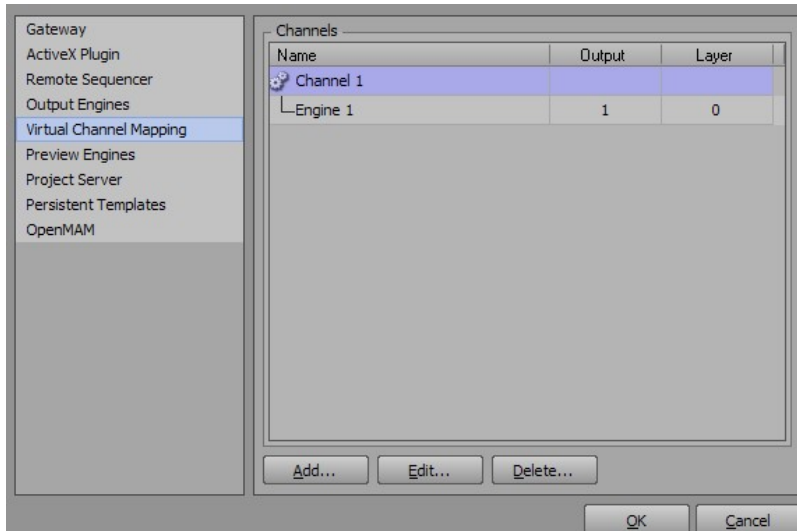 Gateway
ActiveX Plugin
Remote Sequencer
Output Engines
Virtual Channel Mapping
Preview Engines
Project Server
Persistent Templates
OpenMAM
Channels
Name Output Layer
Channel 1
Engine 1 1 0
Add... Edit... Delete...
OK Cancel